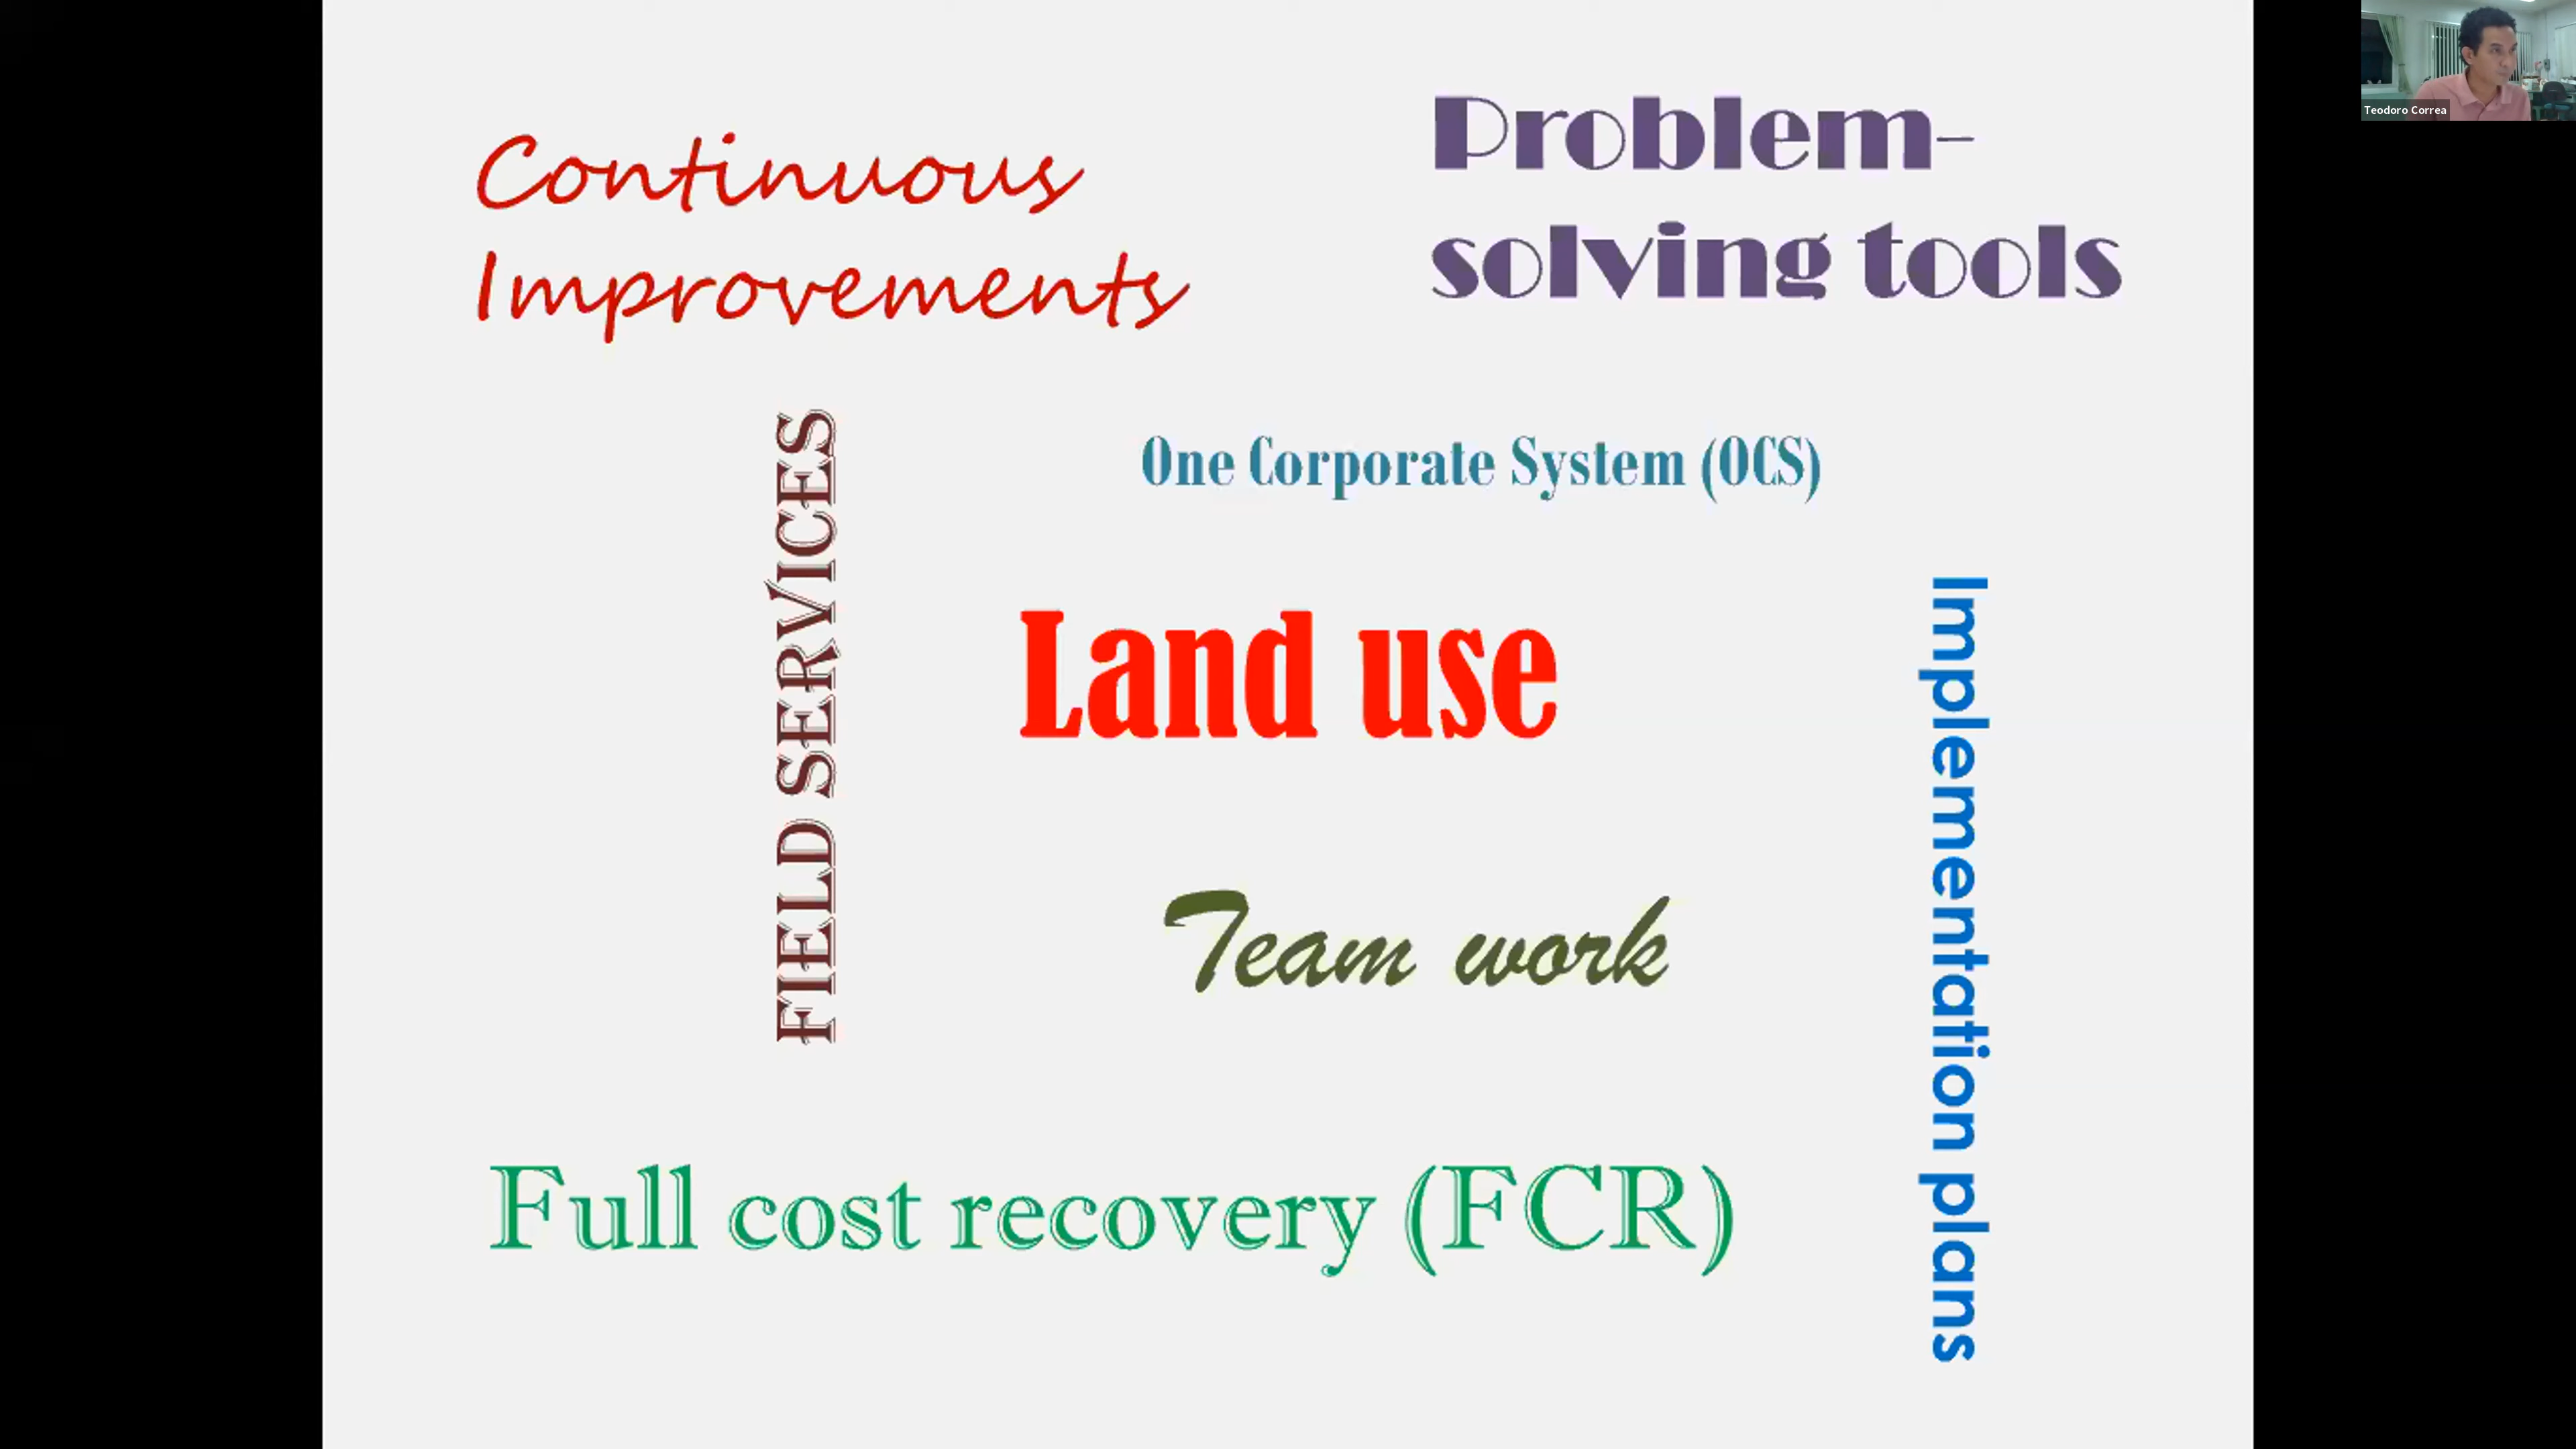 Continuous
Improvements
Problem-
solving tools
Teodoro Correa
FIELD SERVICES
One Corporate System (OCS)
Land use
Implementation plans
Team work
Full cost recovery (FCR)